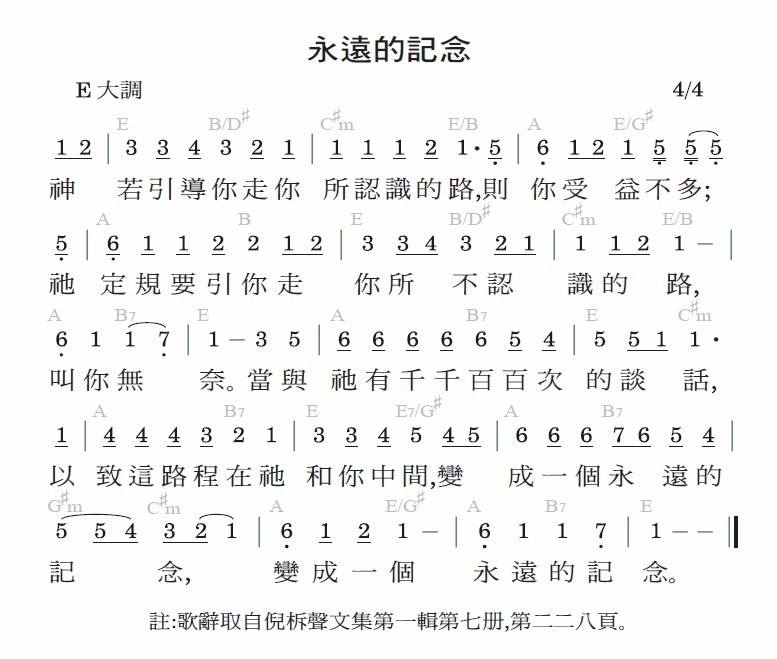 永遠的記念
E 大調 4/4
E B/D♯ C♯m E/B A E/G♯
1 2 | 3 3 4 3 2 1 | 1 1 1 2 1· 5 | 6 1 2 1 5 5 5
神 若引導你走你 所認識的路,則 你受 益不多;
A B E B/D♯ C♯m E/B
5 | 6 1 1 2 2 1 2 | 3 3 4 3 2 1 | 1 1 2 1 – |
祂 定規要引你走 你所 不認 識的 路,
A B7 E A B7 E C♯m
6 1 1 7 | 1 – 3 5 | 6 6 6 6 6 5 4 | 5 5 1 1 ·
叫你無 奈。當與 祂有千千百百次 的談 話,
A B7 E E7/G♯ A B7
1 | 4 4 4 3 2 1 | 3 3 4 5 4 5 | 6 6 6 7 6 5 4 |
以 致這路程在祂 和你中間,變 成一個永 遠的
G♯m C♯m A E/G♯ A B7 E
5 5 4 3 2 1 | 6 1 2 1 – | 6 1 1 7 | 1 – – ‖
記 念, 變成一個 永遠的記 念。
註:歌辭取自倪柝聲文集第一輯第七册,第二二八頁。